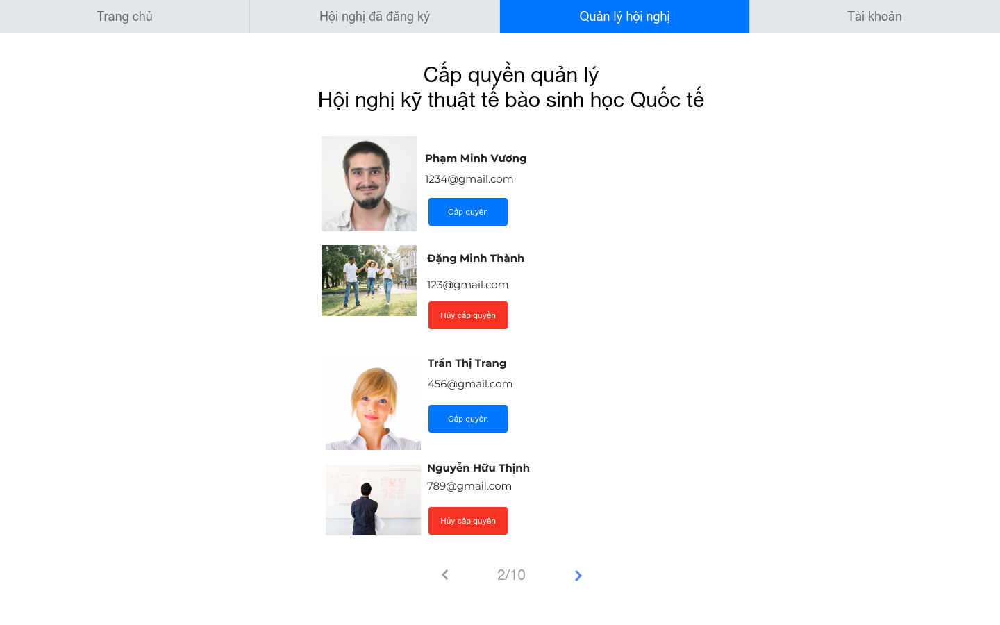 Trang chủ
Hội nghị đã đăng ký
Quản lý hội nghị
Tài khoản
Cấp quyền quản lý
Hội nghị kỹ thuật tế bào sinh học Quốc tế
Phạm Minh Vương
1234@gmail.com
Cấp quyền
Đặng Minh Thành
123@gmail.com
Hủy cấp quyền
Trần Thị Trang
456@gmail.com
Cấp quyền
Nguyễn Hữu Thịnh
789@gmail.com
Hủy cấp quyền
2/10